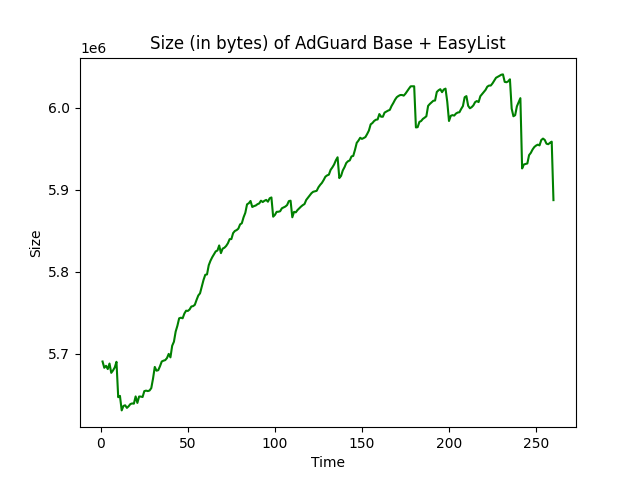 Size (in bytes) of AdGuard Base + EasyList
1e6
6.0
5.9
5.8
5.7
Size
0 50 100 150 200 250
Time